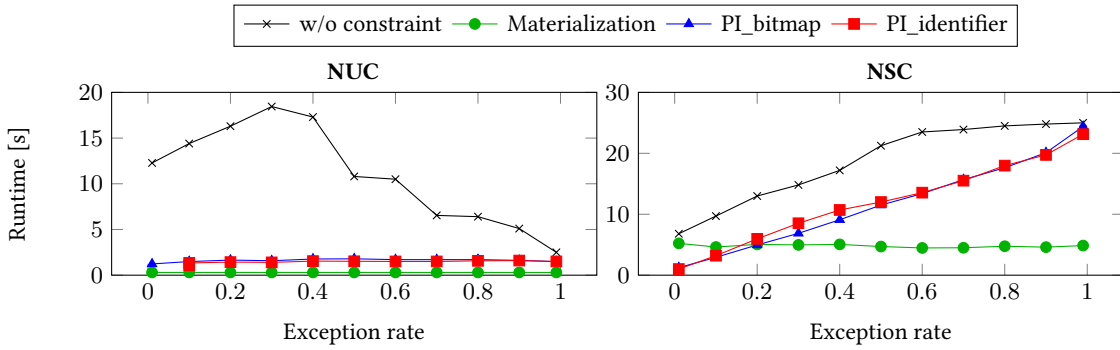 w/o constraint Materialization PI_bitmap PI_identifier
NUC NSC
Runtime [s]
20
15
10
5
0
0 0.2 0.4 0.6 0.8 1
Exception rate
30
20
10
0
0 0.2 0.4 0.6 0.8 1
Exception rate